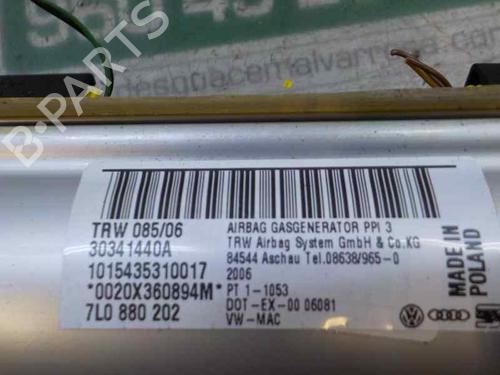 desguacemalvarrosa.com
B-PARTS
TRW 085/06
30341440A
1015435310017
*0020X360894M*
7L0 880 202
AIRBAG GASGENERATOR PPI 3
TRW Airbag System GmbH & Co.KG
84544 Aschau Tel.08638/965-0
2006
PT 1-1053
DOT-EX-00 06081
VW-MAC
MADE IN
POLAND